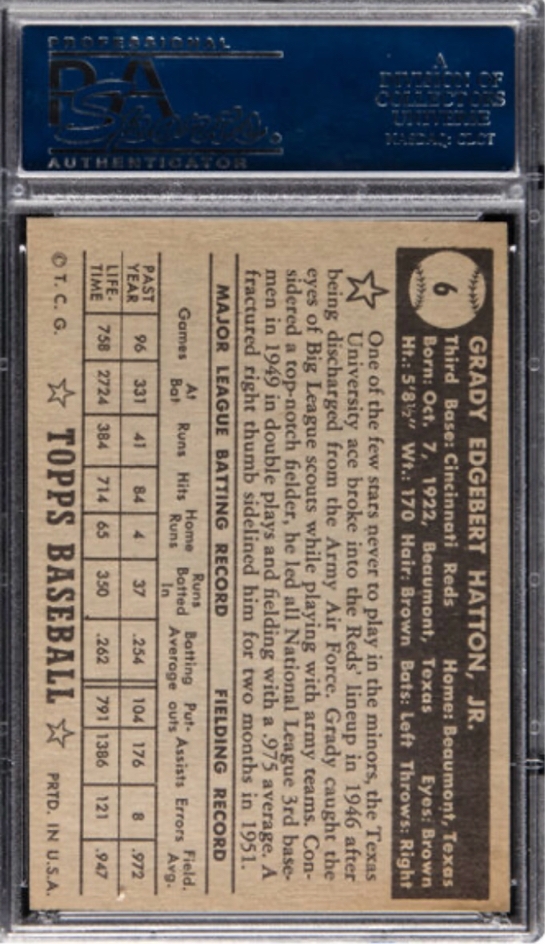 PROFESSIONAL
PSA
Sports.
AUTHENTICATOR
A
DIVISION OF
COLLECTORS
UNIVERSE
NASDAQ: CLCT
6
GRADY EDGEBERT HATTON, JR.
Third Base: Cincinnati Reds Home: Beaumont, Texas
Born: Oct. 7, 1922, Beaumont, Texas Eyes: Brown
Ht.: 5'8½" Wt.: 170 Hair: Brown Bats: Left Throws: Right
One of the few stars never to play in the minors, the Texas
University ace broke into the Reds' lineup in 1946 after
being discharged from the Army Air Force. Grady caught the
eyes of Big League scouts while playing with army teams. Con-
sidered a top-notch fielder, he led all National League 3rd base-
men in 1949 in double plays and fielding with a .975 average. A
fractured right thumb sidelined him for two months in 1951.
MAJOR LEAGUE BATTING RECORD FIELDING RECORD
Games At Bat Runs Hits Home Runs Runs Batted In Batting Average Put-outs Assists Errors Field. Avg.
PAST YEAR 96 331 41 84 4 37 .254 104 176 8 .972
LIFE-TIME 758 2724 384 714 65 350 .262 791 1386 121 .947
© T. C. G. TOPPS BASEBALL PRTD. IN U.S.A.